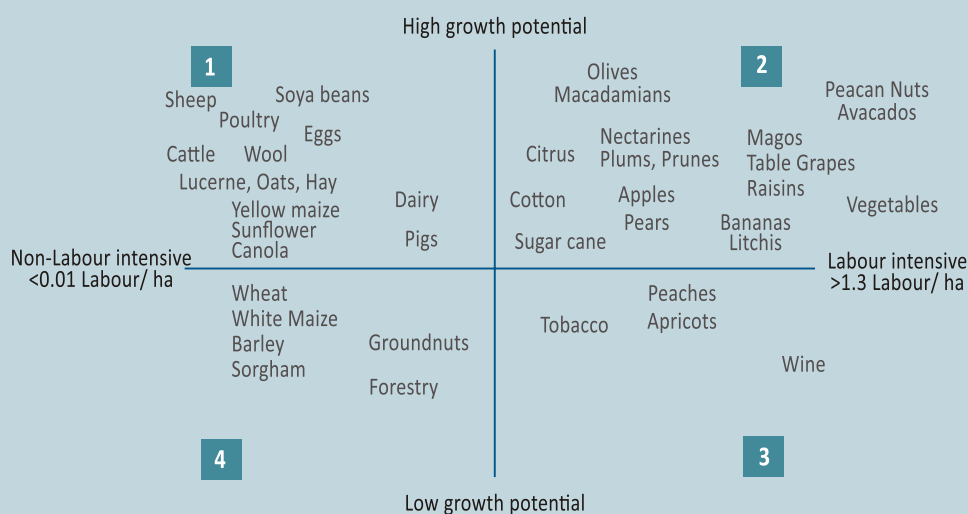 High growth potential
1
2
Sheep
Soya beans
Poultry
Eggs
Cattle
Wool
Lucerne, Oats, Hay
Yellow maize
Sunflower
Canola
Dairy
Pigs
Olives
Macadamians
Peacan Nuts
Avacados
Citrus
Nectarines
Plums, Prunes
Magos
Table Grapes
Raisins
Cotton
Apples
Pears
Vegetables
Sugar cane
Bananas
Litchis
Non-Labour intensive
<0.01 Labour/ ha
Labour intensive
>1.3 Labour/ ha
Wheat
White Maize
Barley
Sorgham
Groundnuts
Forestry
Peaches
Apricots
Tobacco
Wine
4
3
Low growth potential